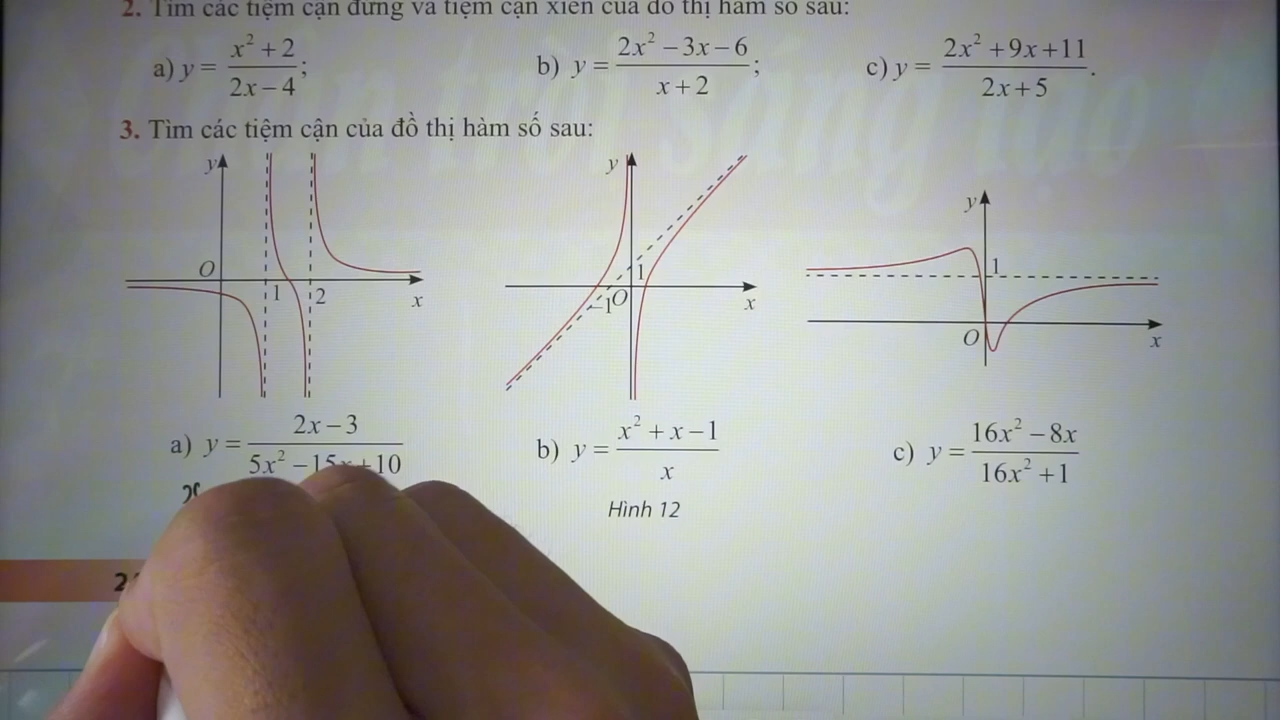 2. Tìm các tiệm cận đứng và tiệm cận xiên của đồ thị hàm số sau:
a) y = (x² + 2)/(2x − 4); b) y = (2x² − 3x − 6)/(x + 2); c) y = (2x² + 9x + 11)/(2x + 5).
3. Tìm các tiệm cận của đồ thị hàm số sau:
y O 1 2 x
y 1 −1 O x
y 1 O x
a) y = (2x − 3)/(5x² − 15x + 10) b) y = (x² + x − 1)/x c) y = (16x² − 8x)/(16x² + 1)
Hình 12